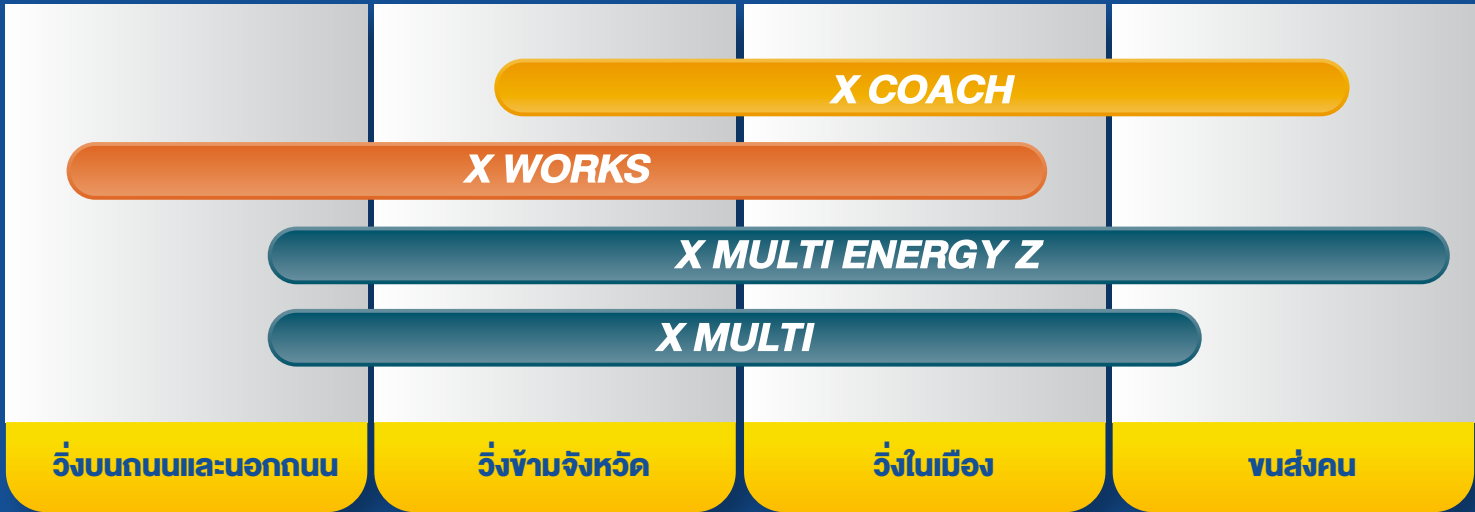 X COACH
X WORKS
X MULTI ENERGY Z
X MULTI
วิ่งบนถนนและนอกถนน
วิ่งข้ามจังหวัด
วิ่งในเมือง
ขนส่งคน